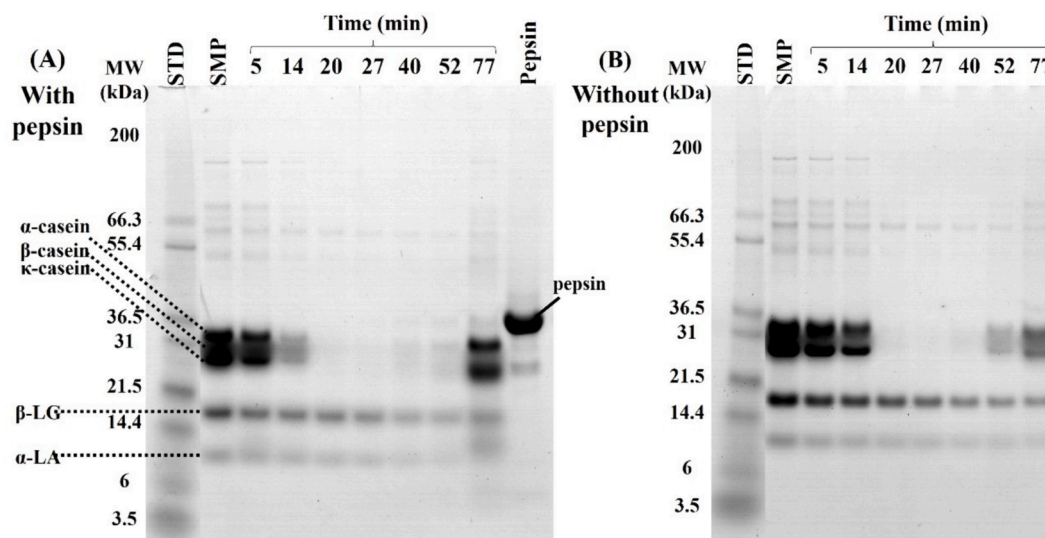 (A)
With
pepsin
MW
(kDa)
STD
SMP
Time (min)
5 14 20 27 40 52 77
Pepsin
200
66.3
55.4
36.5
31
21.5
14.4
6
3.5
α-casein
β-casein
κ-casein
β-LG
α-LA
pepsin
(B)
Without
pepsin
MW
(kDa)
STD
SMP
Time (min)
5 14 20 27 40 52 77
200
66.3
55.4
36.5
31
21.5
14.4
6
3.5